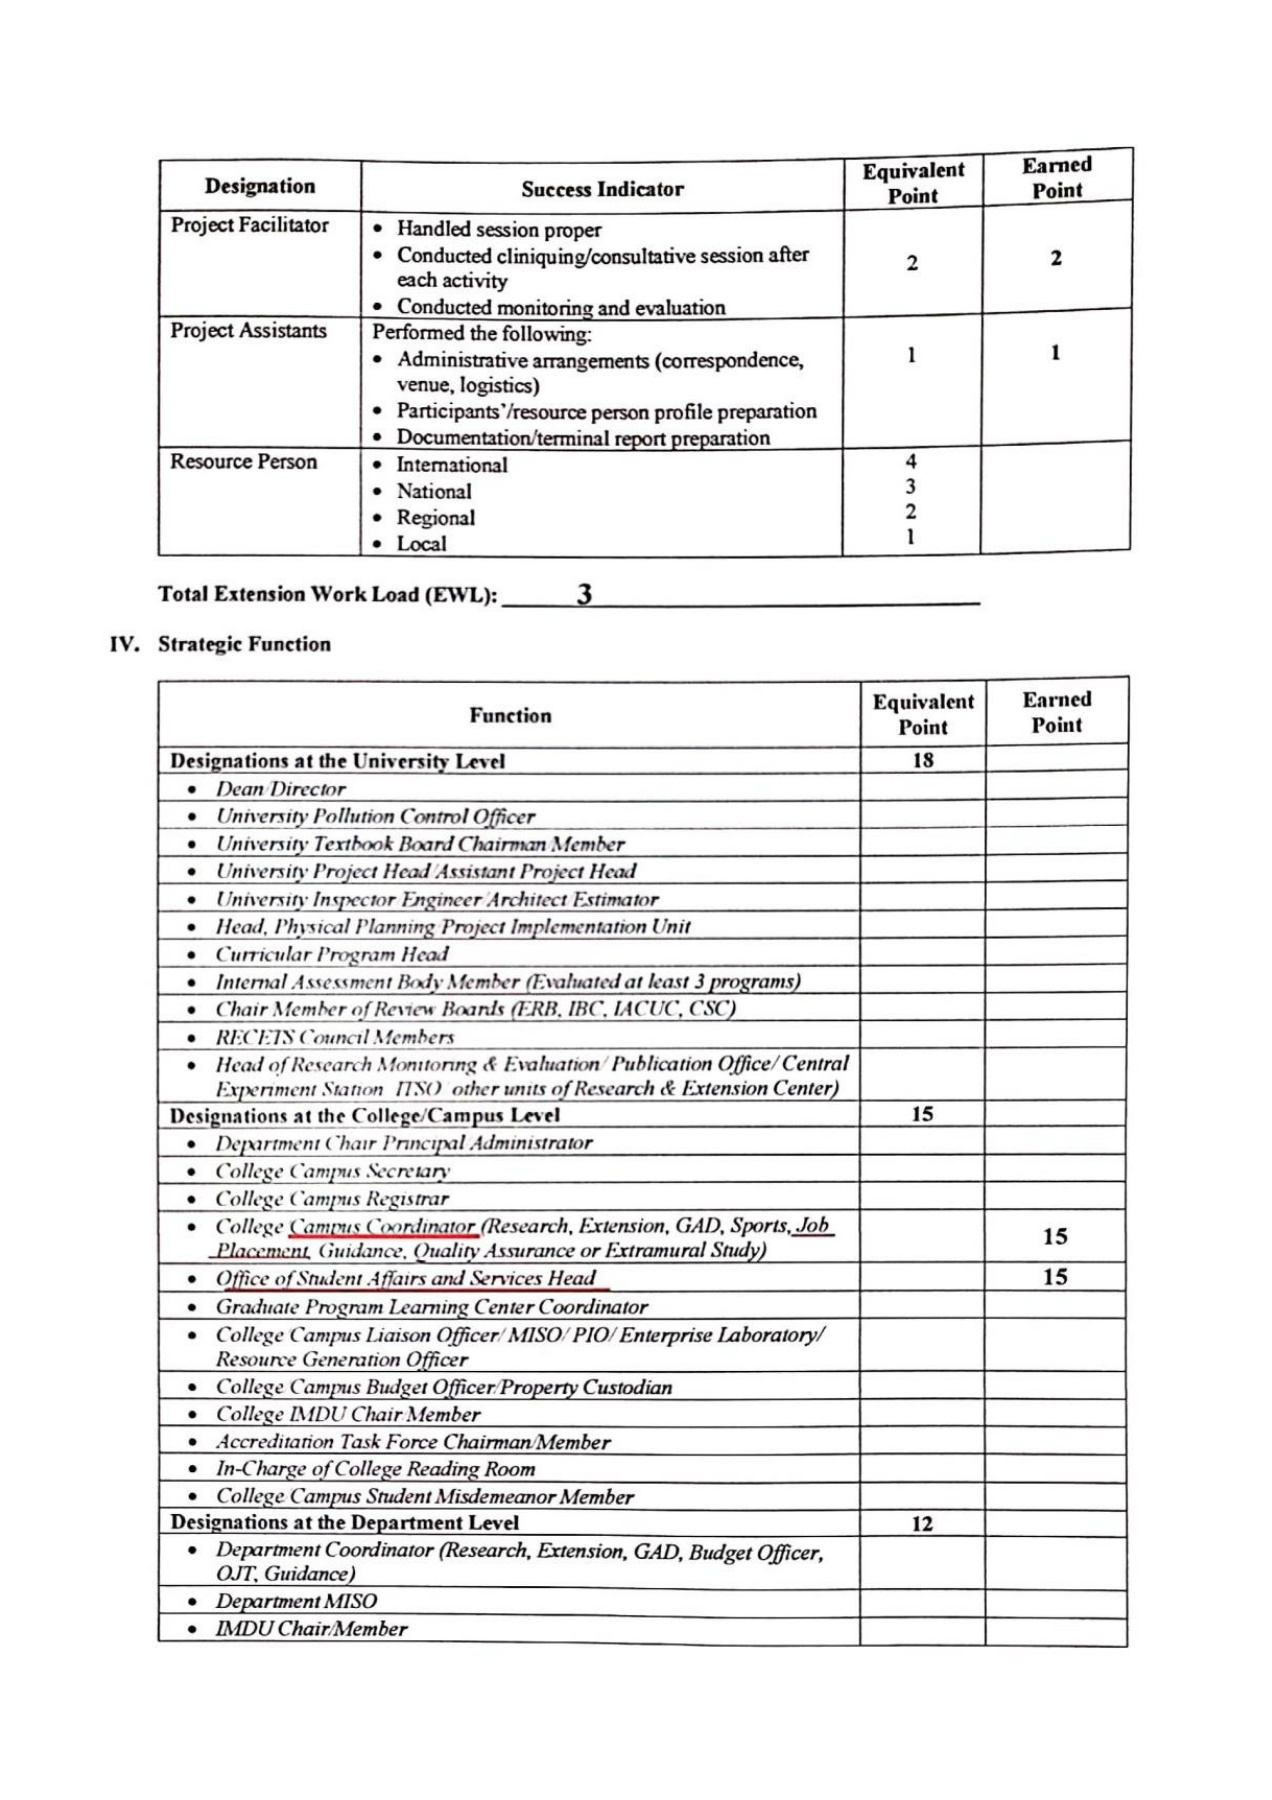 Designation
Success Indicator
Equivalent
Point
Earned
Point
Project Facilitator
• Handled session proper
• Conducted cliniquing/consultative session after
each activity
• Conducted monitoring and evaluation
2
2
Project Assistants
Performed the following:
• Administrative arrangements (correspondence,
venue, logistics)
• Participants'/resource person profile preparation
• Documentation/terminal report preparation
1
1
Resource Person
• International
• National
• Regional
• Local
4
3
2
1
Total Extension Work Load (EWL): 3
IV. Strategic Function
Function
Equivalent
Point
Earned
Point
Designations at the University Level 18
• Dean/Director
• University Pollution Control Officer
• University Textbook Board Chairman/Member
• University Project Head/Assistant Project Head
• University Inspector/Engineer/Architect/Estimator
• Head, Physical Planning/Project Implementation Unit
• Curricular Program Head
• Internal Assessment Body Member (Evaluated at least 3 programs)
• Chair/Member of Review Boards (ERB, IBC, IACUC, CSC)
• RECETS Council Members
• Head of Research Monitoring & Evaluation/ Publication Office/ Central
Experiment Station/ ITSO/ other units of Research & Extension Center)
Designations at the College/Campus Level 15
• Department Chair/Principal/Administrator
• College/Campus Secretary
• College/Campus Registrar
• College/Campus Coordinator (Research, Extension, GAD, Sports, Job
Placement, Guidance, Quality Assurance or Extramural Study)
15
• Office of Student Affairs and Services Head 15
• Graduate Program/Learning Center Coordinator
• College/Campus Liaison Officer/ MISO/ PIO/ Enterprise/Laboratory/
Resource Generation Officer
• College/Campus Budget Officer/Property Custodian
• College IMDU Chair/Member
• Accreditation Task Force Chairman/Member
• In-Charge of College Reading Room
• College/Campus Student Misdemeanor Member
Designations at the Department Level 12
• Department Coordinator (Research, Extension, GAD, Budget Officer,
OJT, Guidance)
• Department MISO
• IMDU Chair/Member